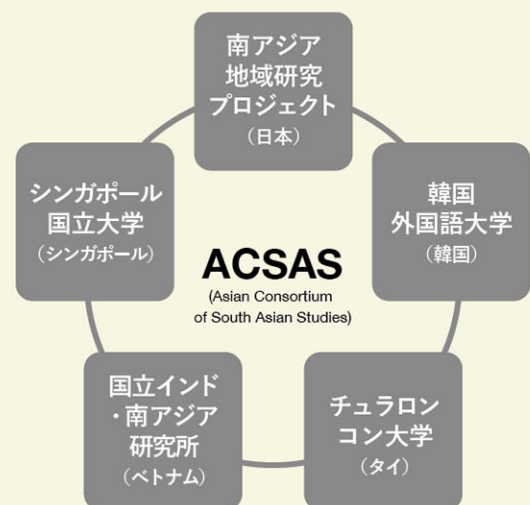 南アジア
地域研究
プロジェクト
（日本）
シンガポール
国立大学
（シンガポール）
韓国
外国語大学
（韓国）
ACSAS
(Asian Consortium
of South Asian Studies)
国立インド
・南アジア
研究所
（ベトナム）
チュラロン
コン大学
（タイ）